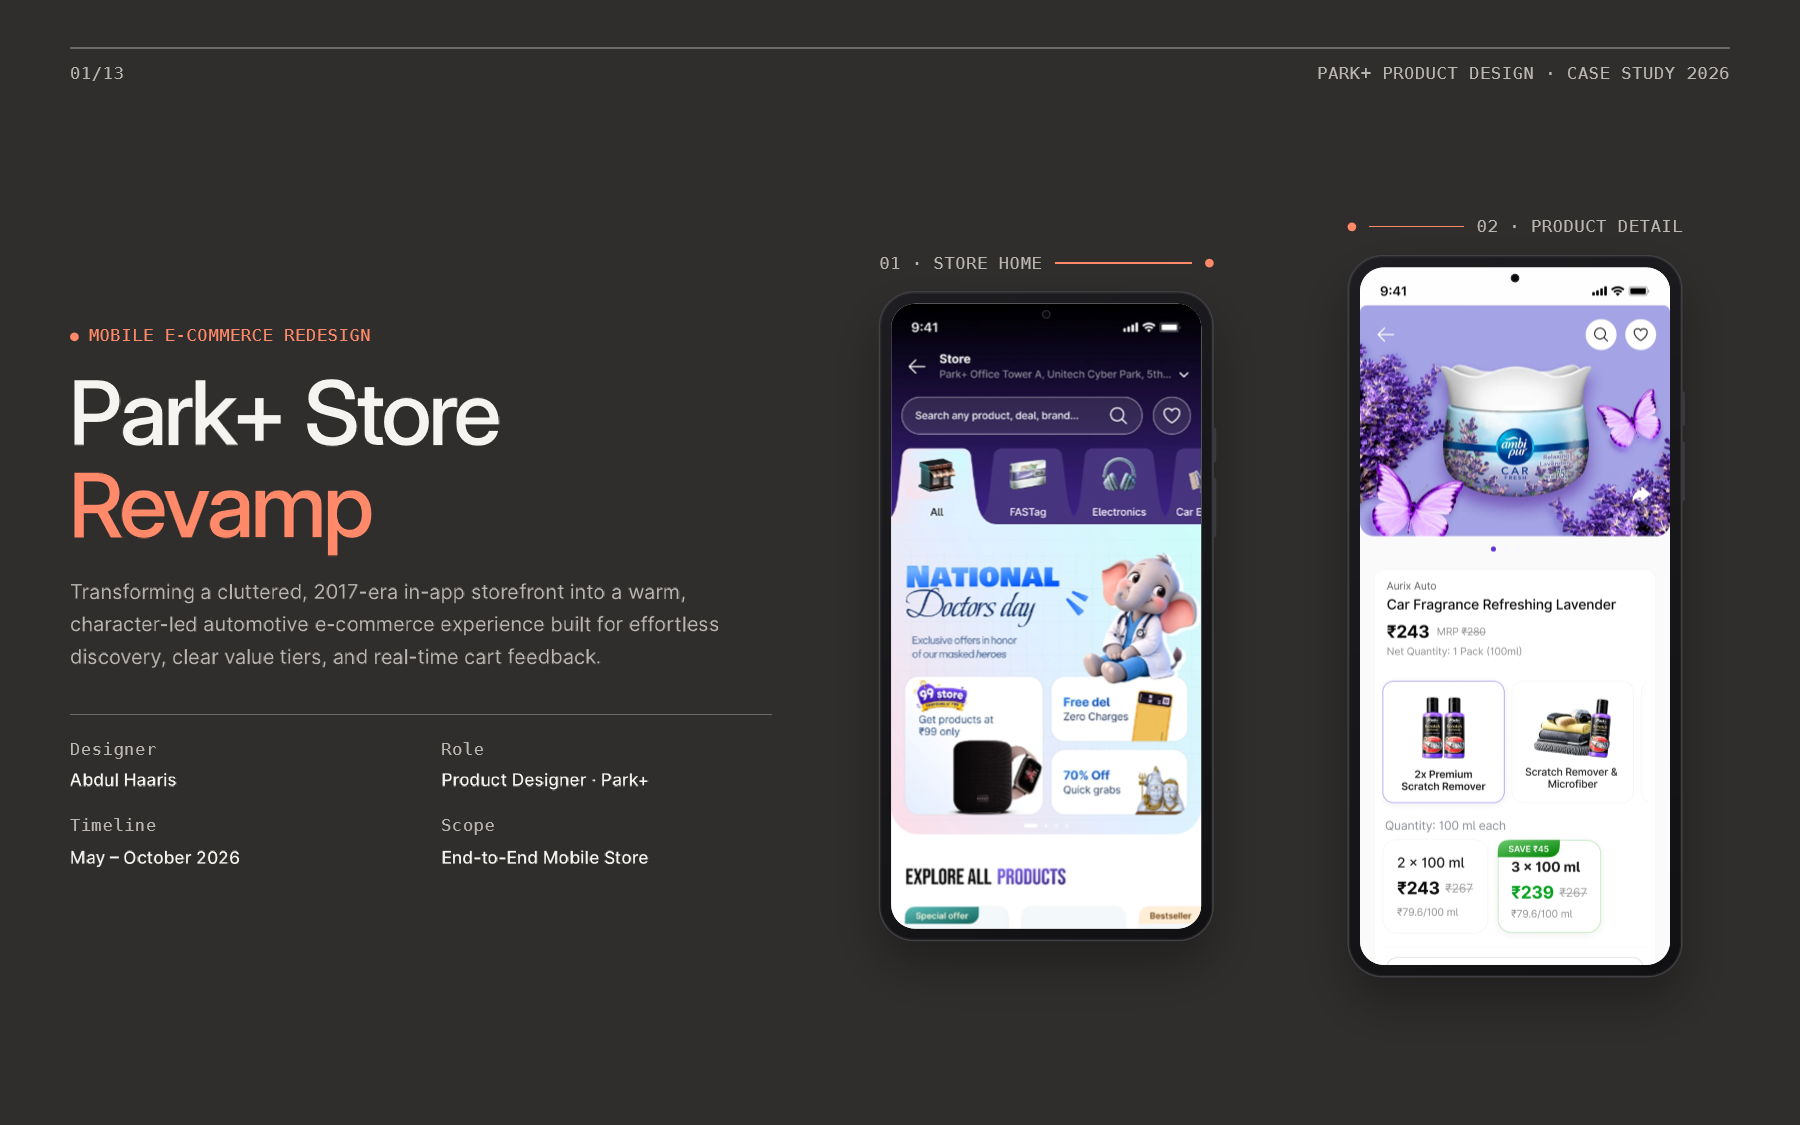 01/13
PARK+ PRODUCT DESIGN · CASE STUDY 2026
MOBILE E-COMMERCE REDESIGN
Park+ Store
Revamp
Transforming a cluttered, 2017-era in-app storefront into a warm,
character-led automotive e-commerce experience built for effortless
discovery, clear value tiers, and real-time cart feedback.
Designer
Abdul Haaris
Role
Product Designer · Park+
Timeline
May – October 2026
Scope
End-to-End Mobile Store
01 · STORE HOME
9:41
Store
Park+ Office Tower A, Unitech Cyber Park, 5th...
Search any product, deal, brand...
All
FASTag
Electronics
Car E
NATIONAL
Doctors day
Exclusive offers in honor
of our masked heroes
99 store
Get products at
₹99 only
Free del
Zero Charges
70% Off
Quick grabs
EXPLORE ALL PRODUCTS
Special offer
Bestseller
02 · PRODUCT DETAIL
9:41
ambi
pur
CAR
FRESH
Aurix Auto
Car Fragrance Refreshing Lavender
₹243 MRP ₹280
Net Quantity: 1 Pack (100ml)
2x Premium
Scratch Remover
Scratch Remover &
Microfiber
Quantity: 100 ml each
2 × 100 ml
₹243 ₹267
₹79.6/100 ml
SAVE ₹45
3 × 100 ml
₹239 ₹267
₹79.6/100 ml